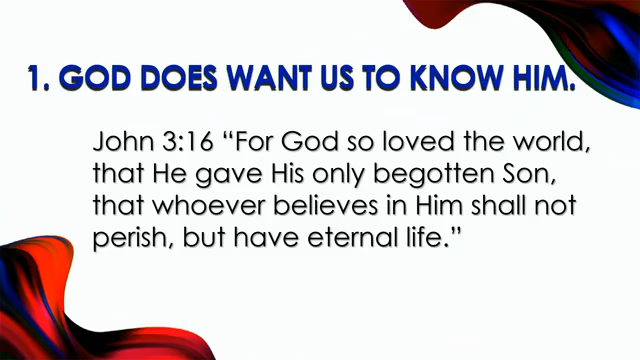 1. GOD DOES WANT US TO KNOW HIM.
John 3:16 “For God so loved the world,
that He gave His only begotten Son,
that whoever believes in Him shall not
perish, but have eternal life.”